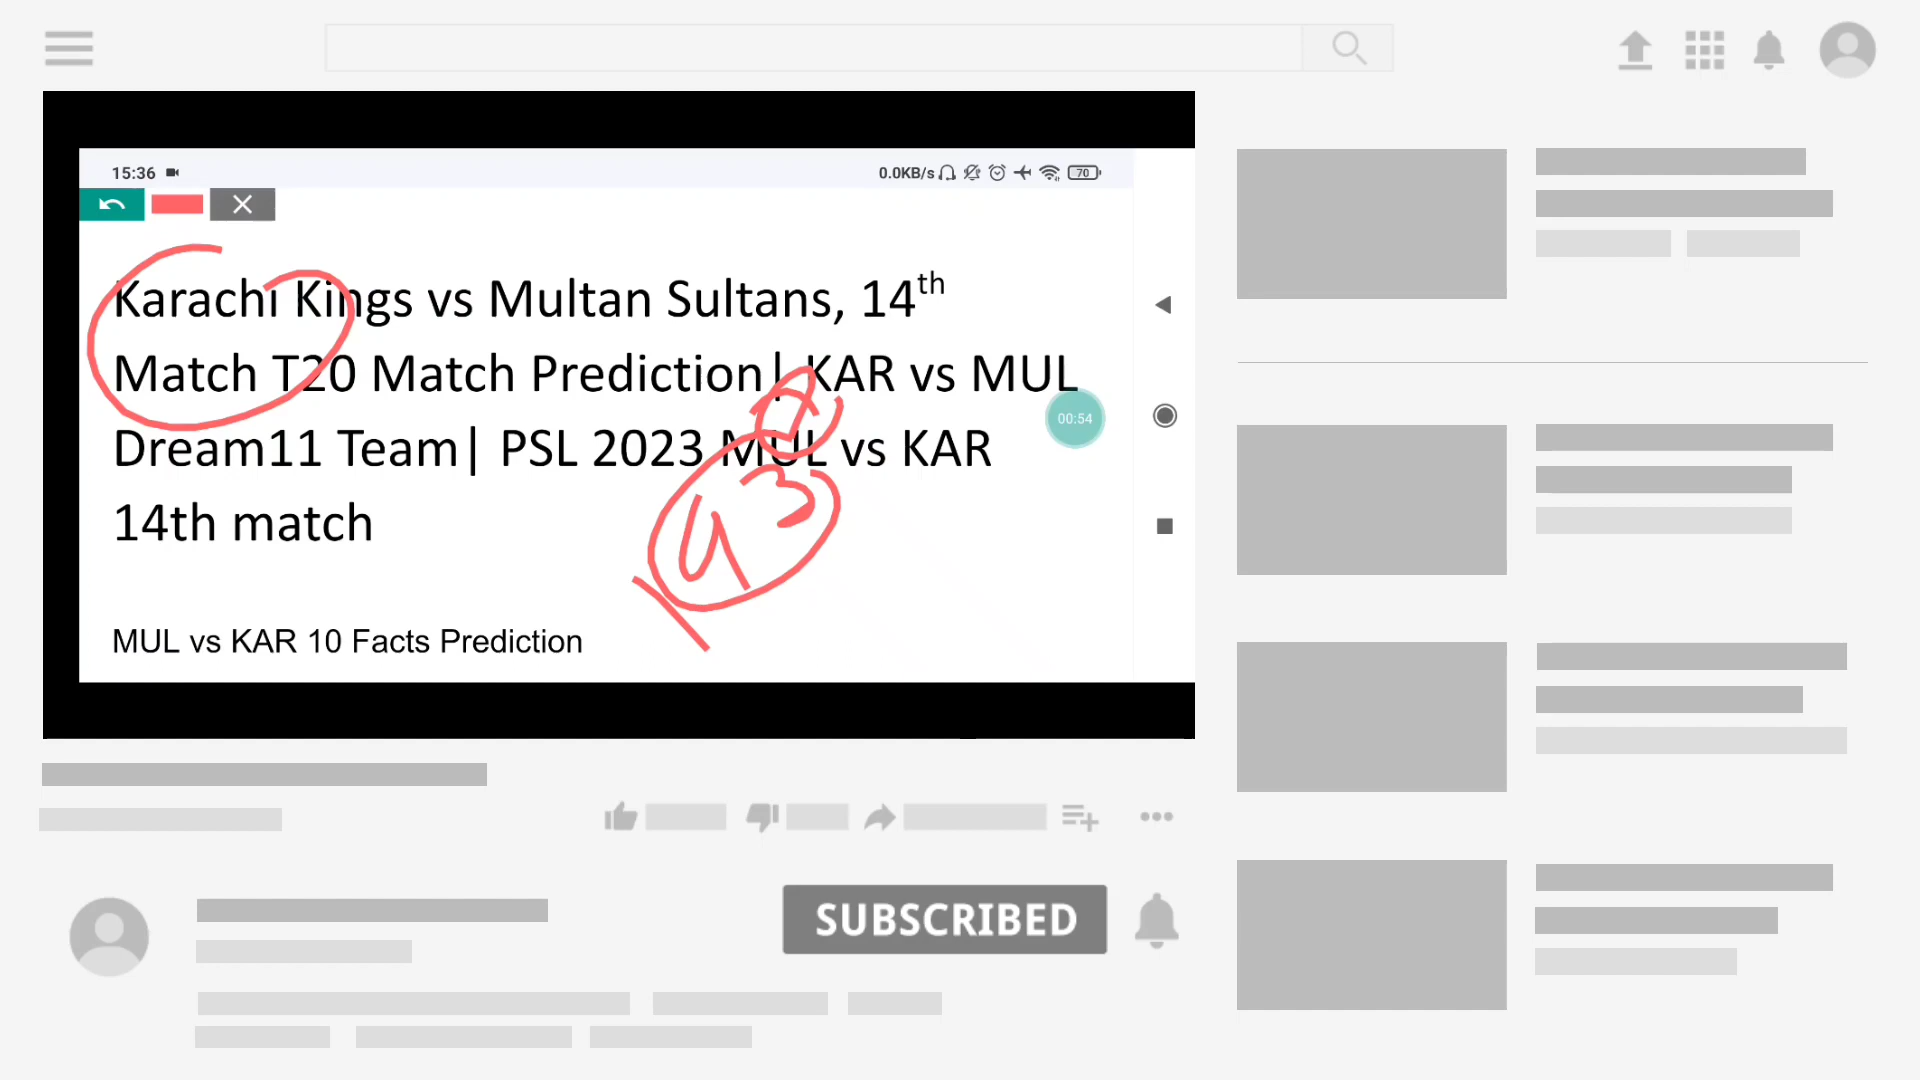 15:36
0.0KB/s
70
Karachi Kings vs Multan Sultans, 14th
Match T20 Match Prediction| KAR vs MUL
00:54
Dream11 Team| PSL 2023 MUL vs KAR
14th match
MUL vs KAR 10 Facts Prediction
SUBSCRIBED